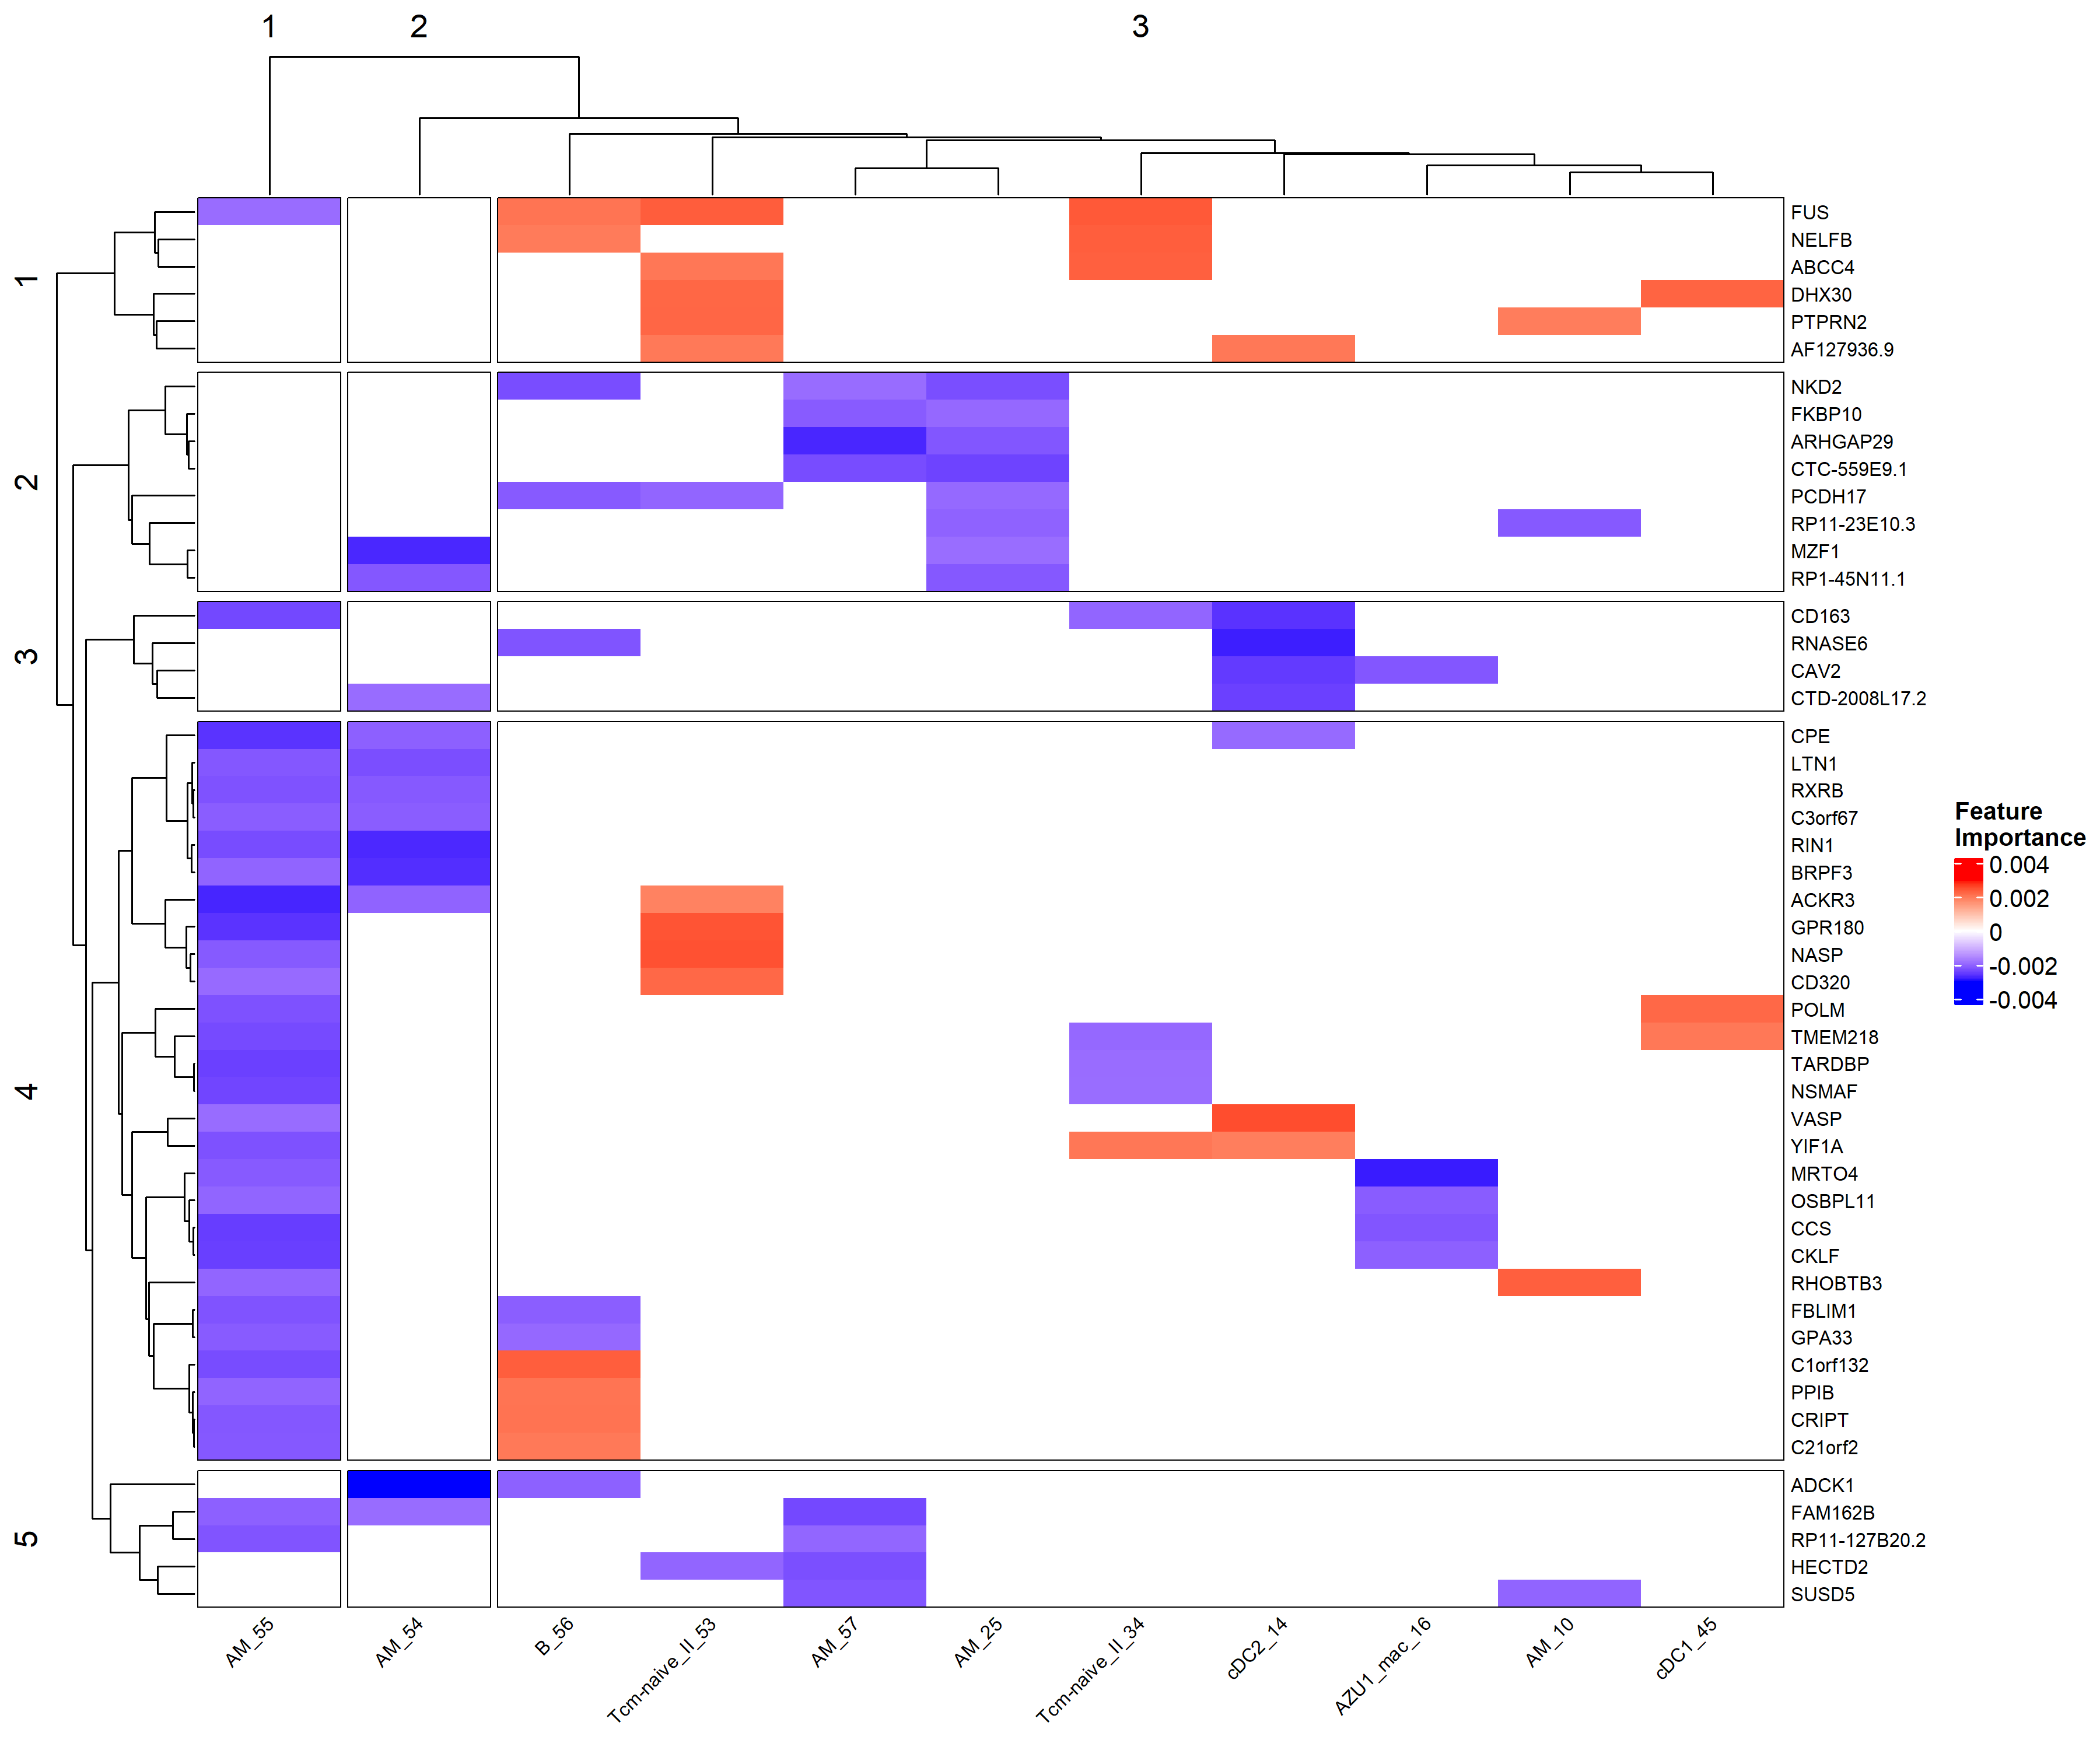 1
2
3
1
2
3
4
5
FUS
NELFB
ABCC4
DHX30
PTPRN2
AF127936.9
NKD2
FKBP10
ARHGAP29
CTC-559E9.1
PCDH17
RP11-23E10.3
MZF1
RP1-45N11.1
CD163
RNASE6
CAV2
CTD-2008L17.2
CPE
LTN1
RXRB
C3orf67
RIN1
BRPF3
ACKR3
GPR180
NASP
CD320
POLM
TMEM218
TARDBP
NSMAF
VASP
YIF1A
MRTO4
OSBPL11
CCS
CKLF
RHOBTB3
FBLIM1
GPA33
C1orf132
PPIB
CRIPT
C21orf2
ADCK1
FAM162B
RP11-127B20.2
HECTD2
SUSD5
Feature
Importance
0.004
0.002
0
-0.002
-0.004
AM_55
AM_54
B_56
Tcm-naive_II_53
AM_57
AM_25
Tcm-naive_II_34
cDC2_14
AZU1_mac_16
AM_10
cDC1_45